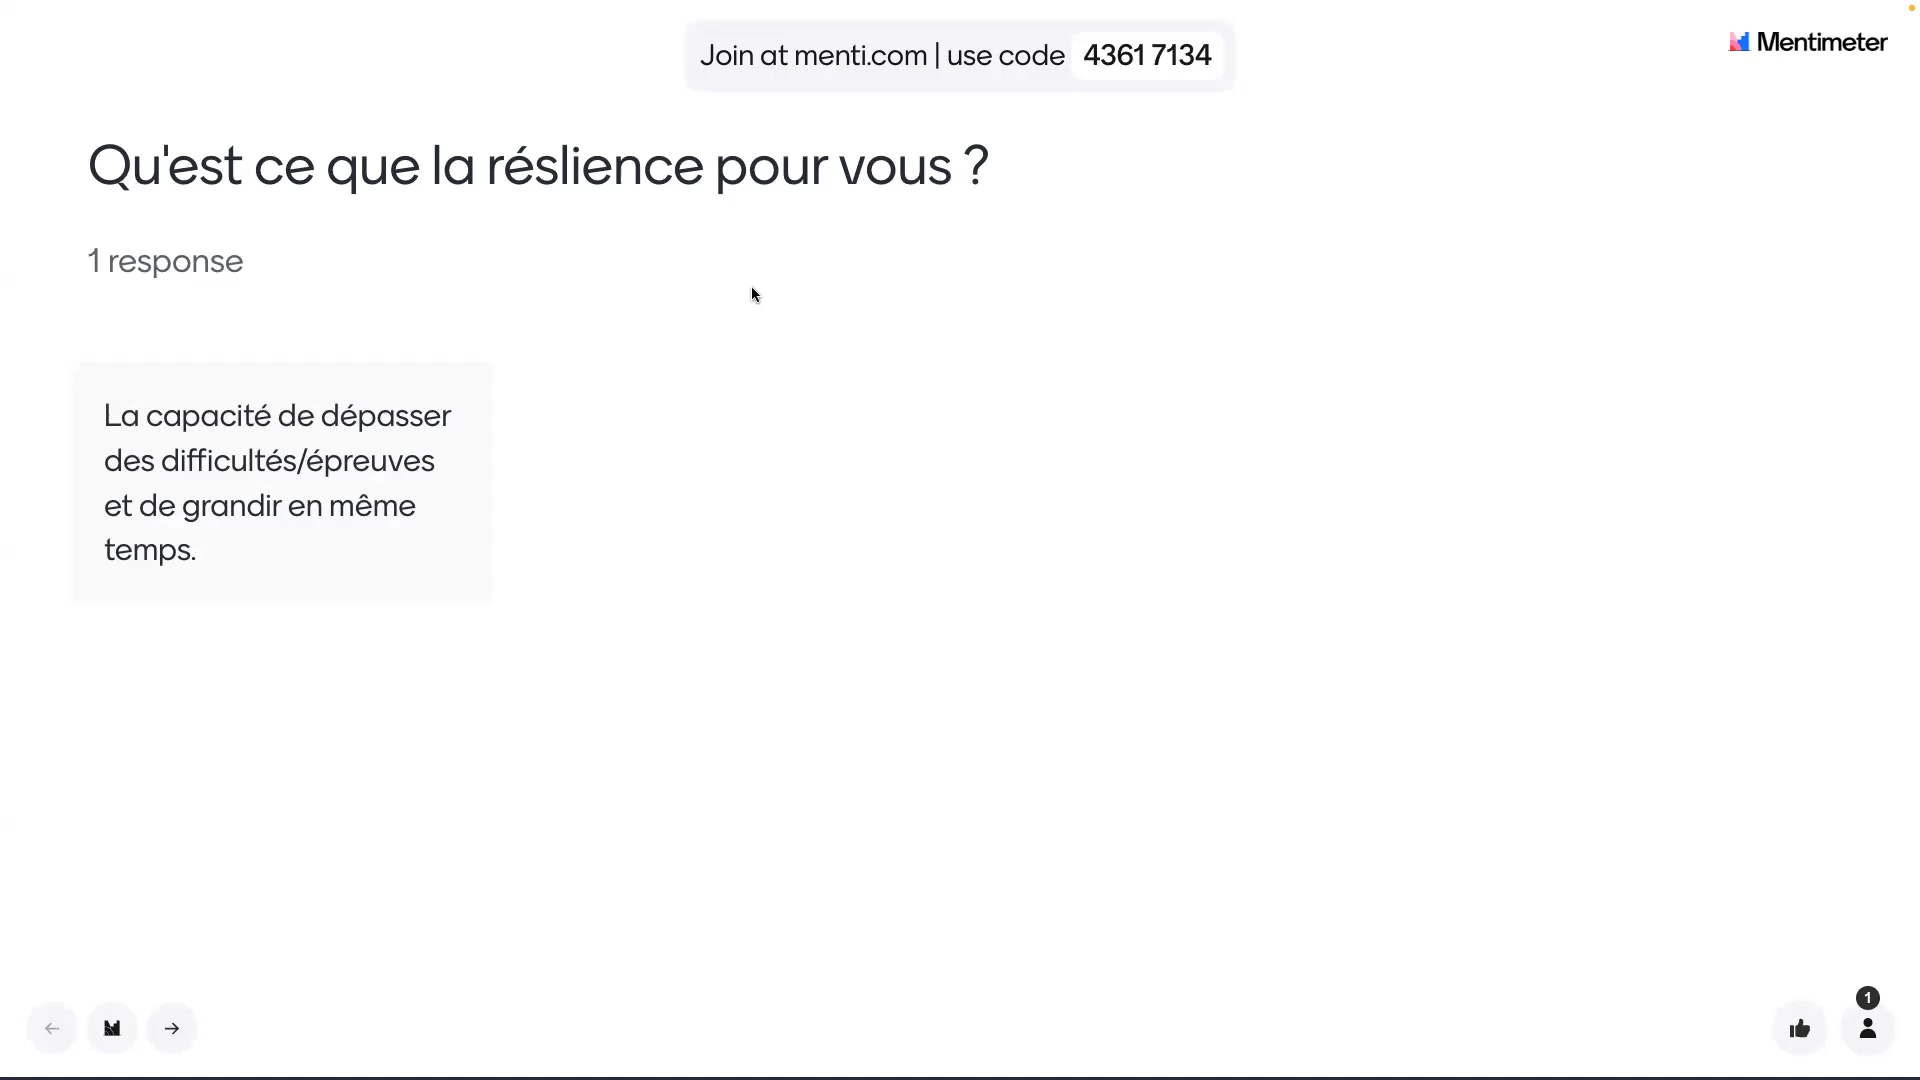 Join at menti.com | use code 4361 7134
Mentimeter
Qu'est ce que la réslience pour vous ?
1 response
La capacité de dépasser
des difficultés/épreuves
et de grandir en même
temps.
1